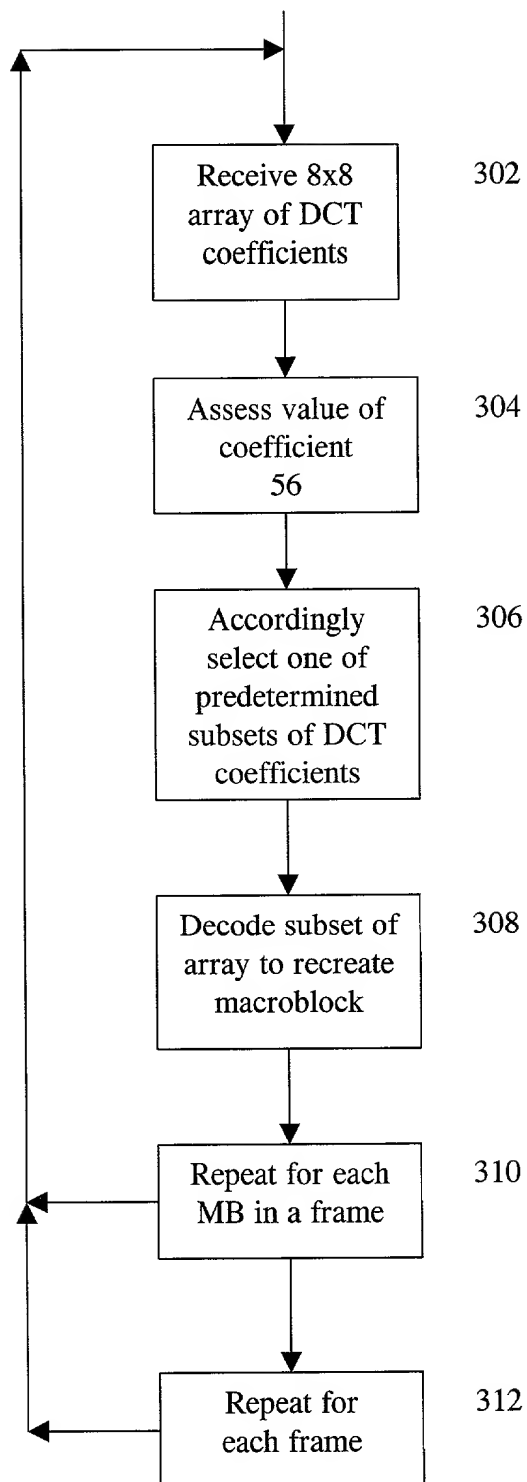 Receive 8x8 302
array of DCT
coefficients
Assess value of 304
coefficient
56
Accordingly 306
select one of
predetermined
subsets of DCT
coefficients
Decode subset of 308
array to recreate
macroblock
Repeat for each 310
MB in a frame
Repeat for 312
each frame